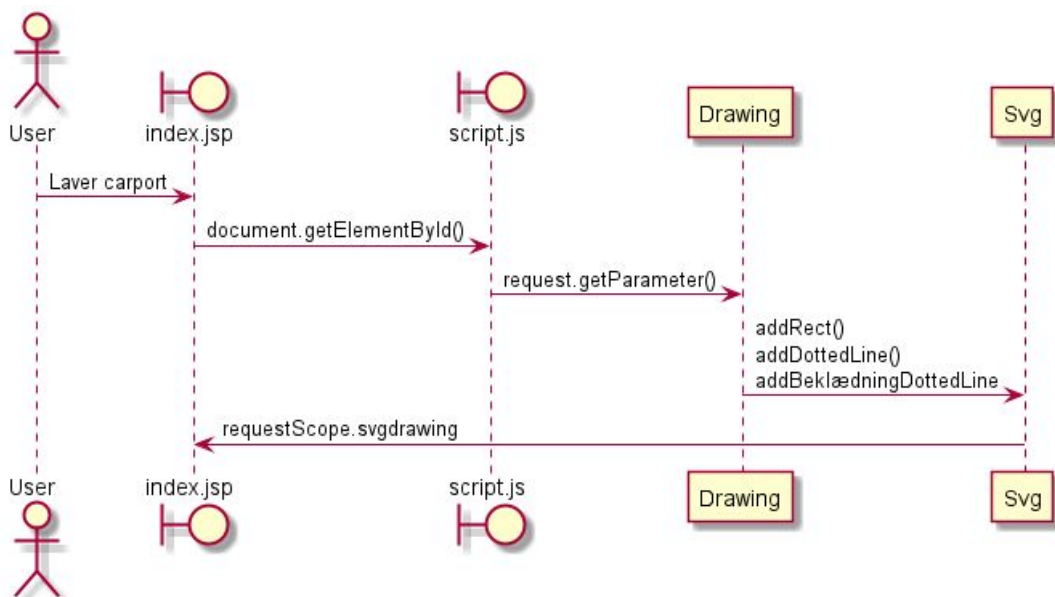 User
index.jsp
script.js
Drawing
Svg
Laver carport
document.getElementById()
request.getParameter()
addRect()
addDottedLine()
addBeklædningDottedLine
requestScope.svgdrawing
User
index.jsp
script.js
Drawing
Svg